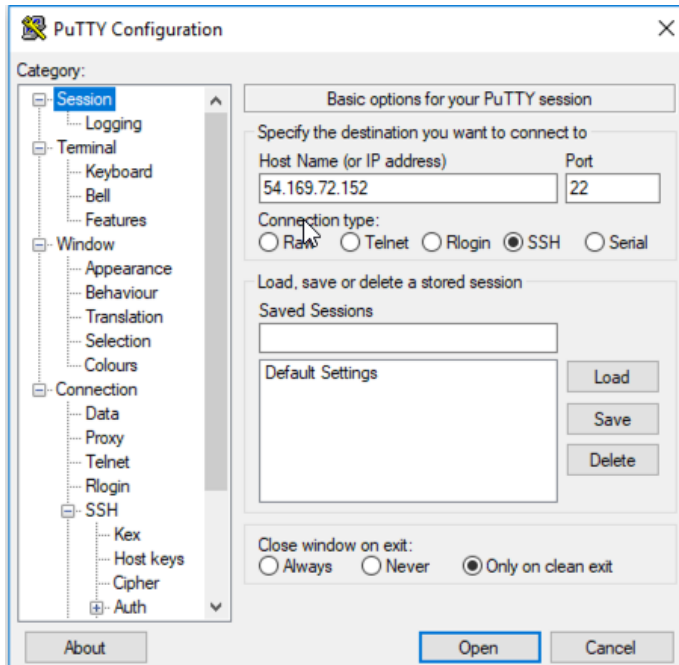 PuTTY Configuration
Category:
Session
Logging
Terminal
Keyboard
Bell
Features
Window
Appearance
Behaviour
Translation
Selection
Colours
Connection
Data
Proxy
Telnet
Rlogin
SSH
Kex
Host keys
Cipher
Auth
Basic options for your PuTTY session
Specify the destination you want to connect to
Host Name (or IP address) Port
54.169.72.152 22
Connection type:
Raw Telnet Rlogin SSH Serial
Load, save or delete a stored session
Saved Sessions
Default Settings
Load
Save
Delete
Close window on exit:
Always Never Only on clean exit
About Open Cancel